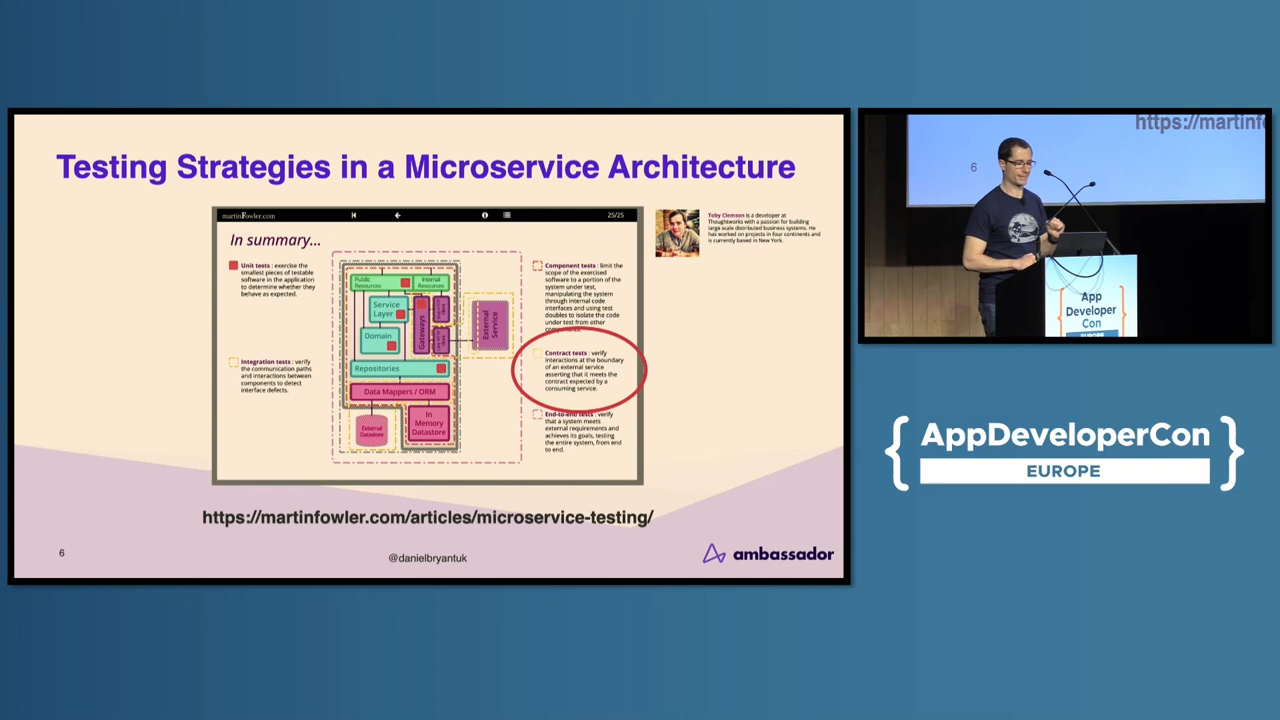 Testing Strategies in a Microservice Architecture
martinFowler.com
25/25
In summary...
Unit tests : exercise the
smallest pieces of testable
software in the application
to determine whether they
behave as expected.
Integration tests : verify
the communication paths
and interactions between
components to detect
interface defects.
Public
Resources
Internal
Resources
Service
Layer
Domain
Gateways
External
Service
Repositories
Data Mappers / ORM
External
Datastore
In
Memory
Datastore
Component tests : limit the
scope of the exercised
software to a portion of the
system under test,
manipulating the system
through internal code
interfaces and using test
doubles to isolate the code
under test from other
Contract tests : verify
interactions at the boundary
of an external service
asserting that it meets the
contract expected by a
consuming service.
End-to-end tests : verify
that a system meets
external requirements and
achieves its goals, testing
the entire system, from end
to end.
Toby Clemson is a developer at
Thoughtworks with a passion for building
large scale distributed business systems. He
has worked on projects in four continents and
is currently based in New York.
https://martinfowler.com/articles/microservice-testing/
6
@danielbryantuk
ambassador
https://martinf
6
App
Developer
Con
EUROPE
AppDeveloperCon
EUROPE